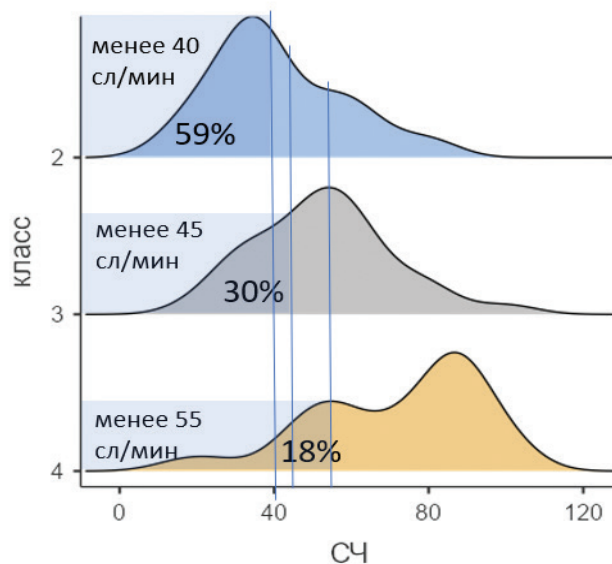 менее 40
сл/мин
59%
2
менее 45
сл/мин
30%
3
менее 55
сл/мин
18%
4
класс
0
40
80
120
СЧ